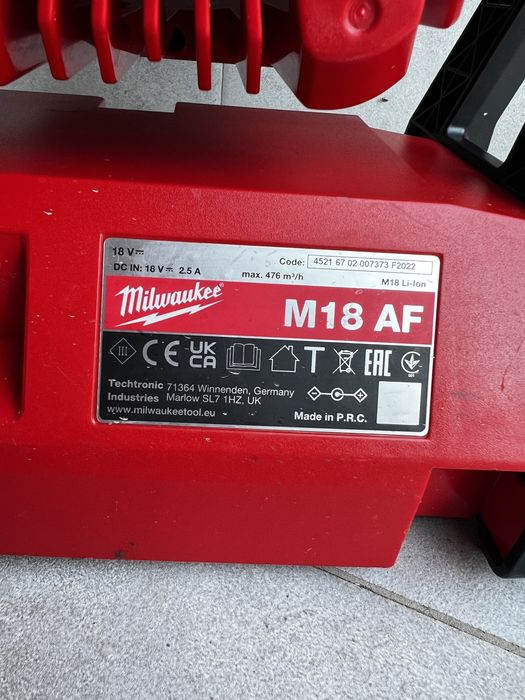 18 V⎓
DC IN: 18 V⎓ 2.5 A
max. 476 m³/h
Code: 4521 67 02 007373 F2022
M18 Li-Ion
Milwaukee
M18 AF
III CE UK CA T EAC
Techtronic 71364 Winnenden, Germany
Industries Marlow SL7 1HZ, UK
www.milwaukeetool.eu
Made in P.R.C.